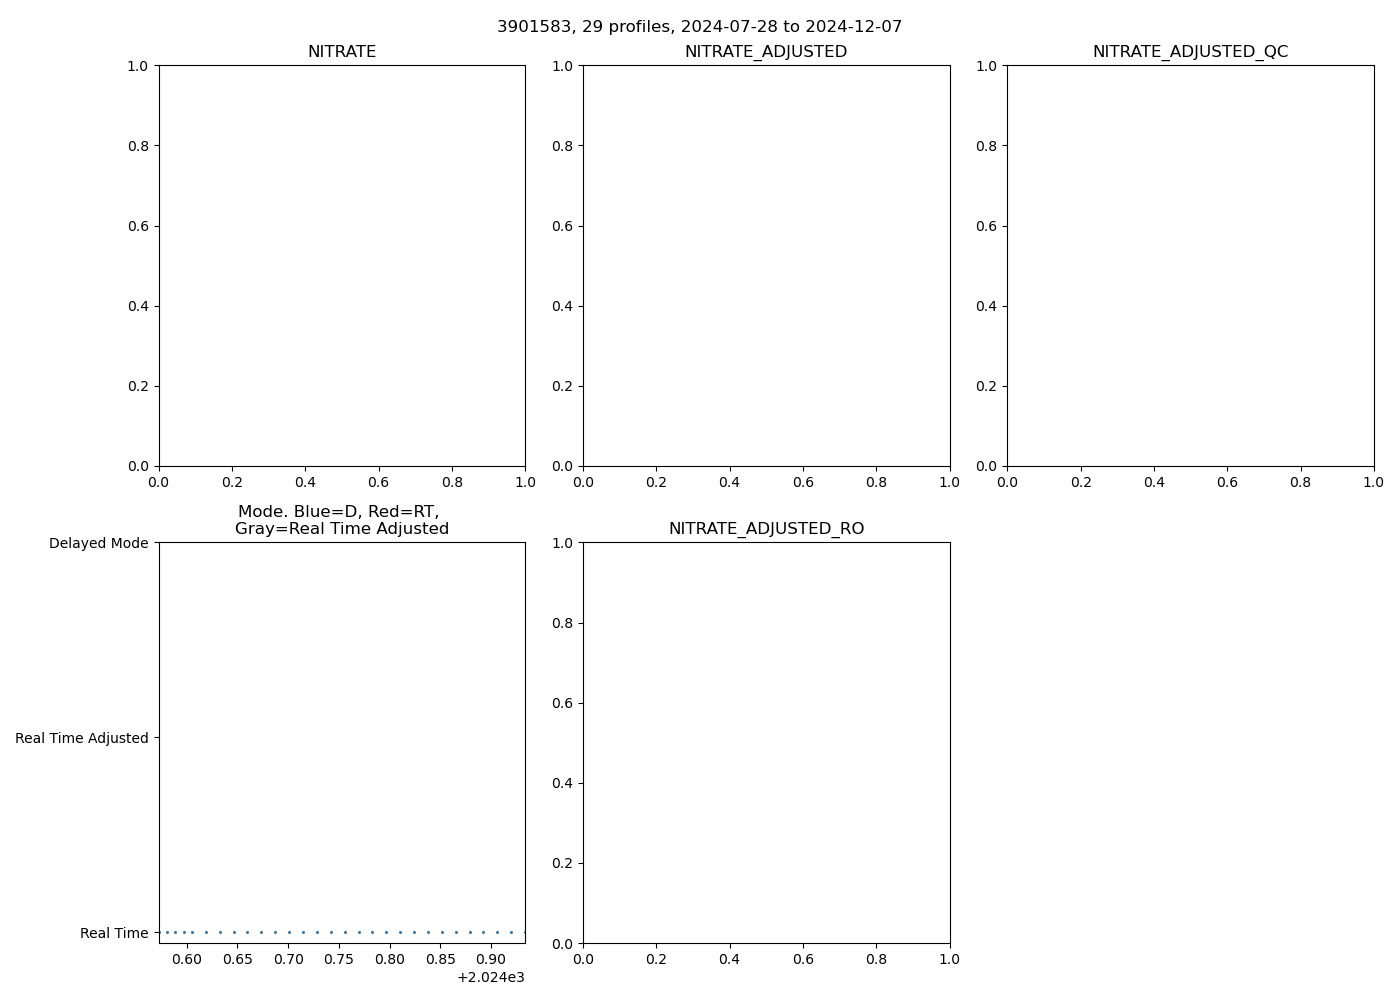 3901583, 29 profiles, 2024-07-28 to 2024-12-07
NITRATE
NITRATE_ADJUSTED
NITRATE_ADJUSTED_QC
1.0
0.8
0.6
0.4
0.2
0.0
0.0 0.2 0.4 0.6 0.8 1.0
1.0
0.8
0.6
0.4
0.2
0.0
0.0 0.2 0.4 0.6 0.8 1.0
1.0
0.8
0.6
0.4
0.2
0.0
0.0 0.2 0.4 0.6 0.8 1.0
Mode. Blue=D, Red=RT,
Gray=Real Time Adjusted
Delayed Mode
Real Time Adjusted
Real Time
0.60 0.65 0.70 0.75 0.80 0.85 0.90
+2.024e3
NITRATE_ADJUSTED_RO
1.0
0.8
0.6
0.4
0.2
0.0
0.0 0.2 0.4 0.6 0.8 1.0